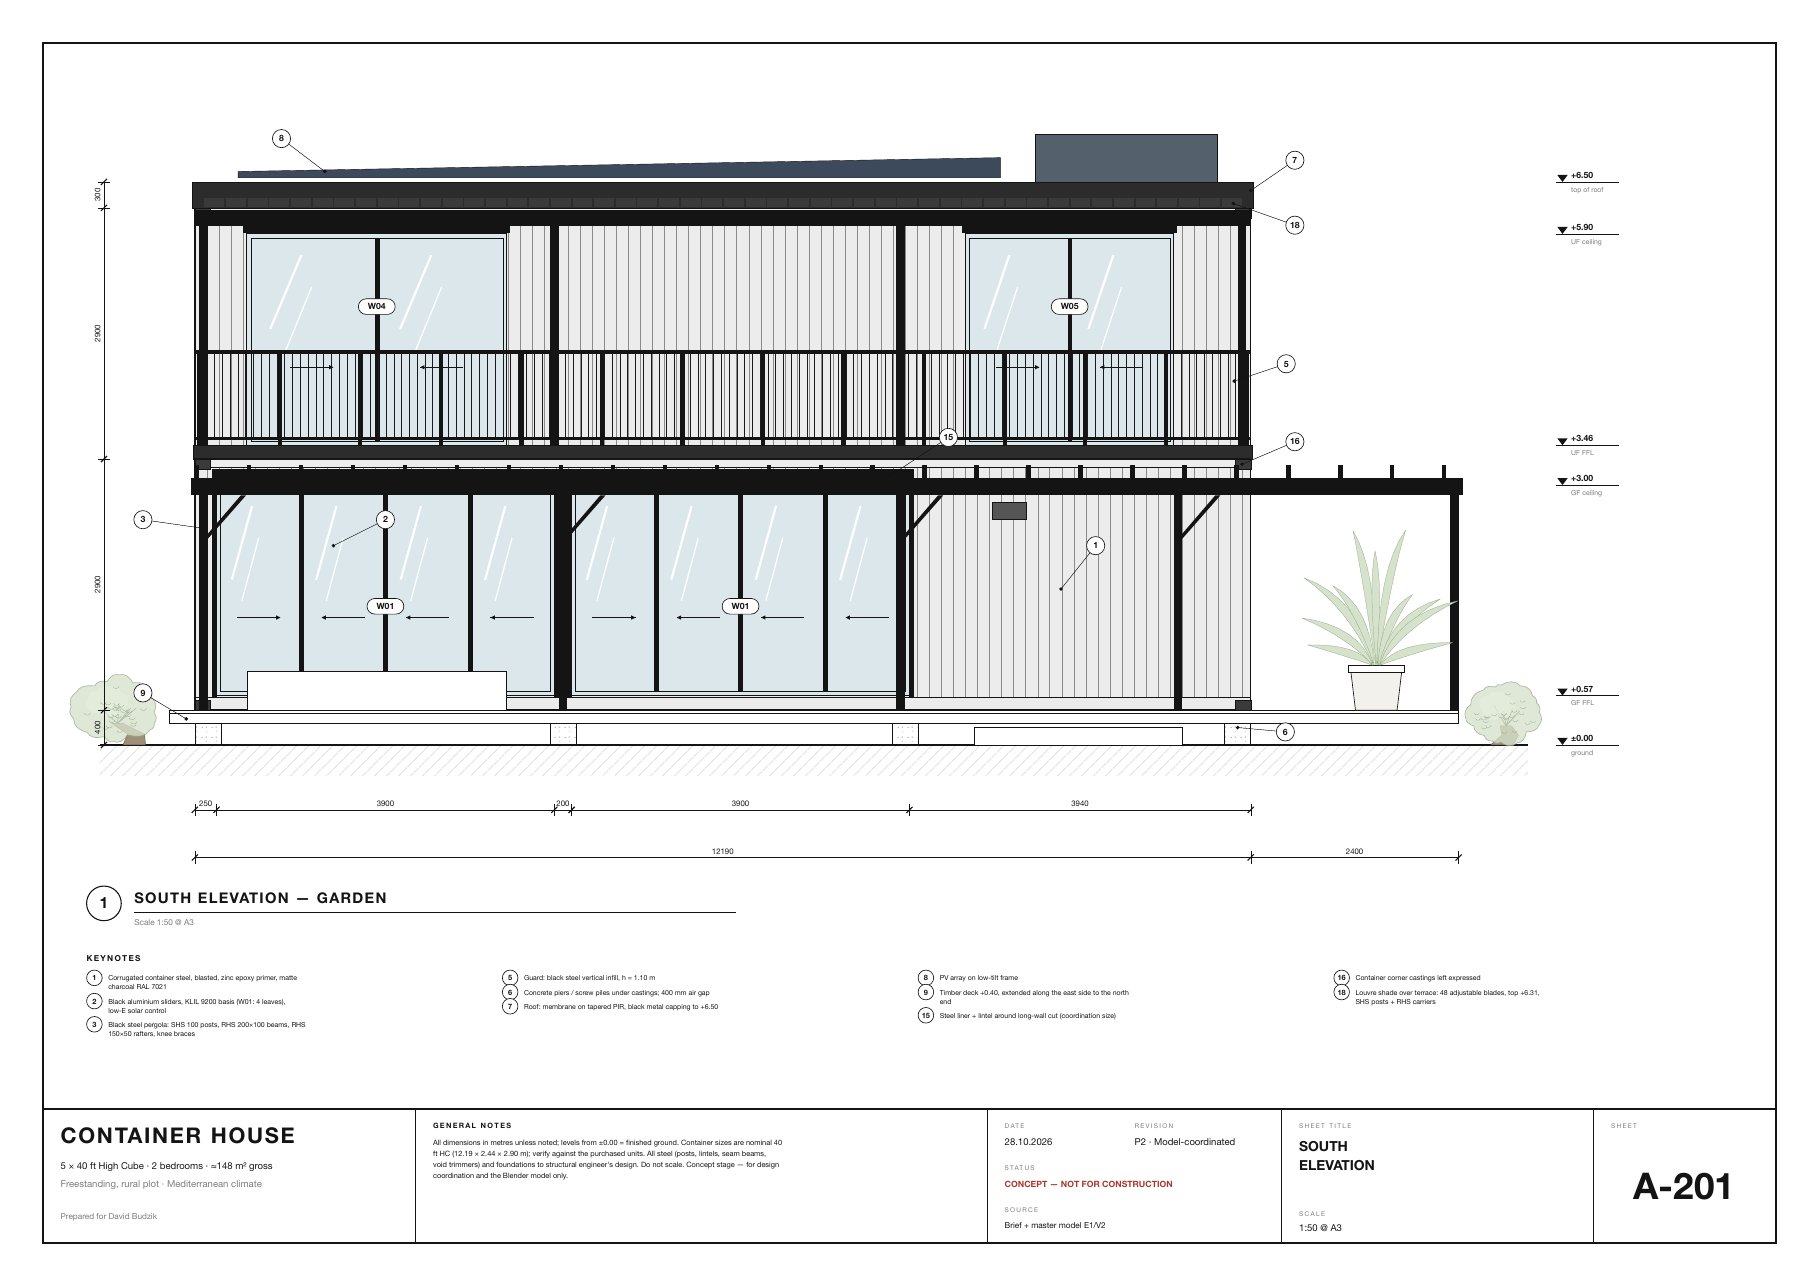 8
7
+6.50
top of roof
300
18
+5.90
UF ceiling
W04
W05
2900
5
15
16
+3.46
UF FFL
+3.00
GF ceiling
3
2
1
2900
W01
W01
9
+0.57
GF FFL
400
6
±0.00
ground
250
3900
200
3900
3940
12190
2400
1
SOUTH ELEVATION — GARDEN
Scale 1:50 @ A3
KEYNOTES
1 Corrugated container steel, blasted, zinc epoxy primer, matte
charcoal RAL 7021
2 Black aluminium sliders, KLIL 9200 basis (W01: 4 leaves),
low-E solar control
3 Black steel pergola: SHS 100 posts, RHS 200×100 beams, RHS
150×50 rafters, knee braces
5 Guard: black steel vertical infill, h = 1.10 m
6 Concrete piers / screw piles under castings; 400 mm air gap
7 Roof: membrane on tapered PIR, black metal capping to +6.50
8 PV array on low-tilt frame
9 Timber deck +0.40, extended along the east side to the north
end
15 Steel liner + lintel around long-wall cut (coordination size)
16 Container corner castings left expressed
18 Louvre shade over terrace: 48 adjustable blades, top +6.31,
SHS posts + RHS carriers
CONTAINER HOUSE
5 × 40 ft High Cube · 2 bedrooms · ≈148 m² gross
Freestanding, rural plot · Mediterranean climate
Prepared for David Budzik
GENERAL NOTES
All dimensions in metres unless noted; levels from ±0.00 = finished ground. Container sizes are nominal 40
ft HC (12.19 × 2.44 × 2.90 m); verify against the purchased units. All steel (posts, lintels, seam beams,
void trimmers) and foundations to structural engineer's design. Do not scale. Concept stage — for design
coordination and the Blender model only.
DATE
28.10.2026
REVISION
P2 · Model-coordinated
STATUS
CONCEPT — NOT FOR CONSTRUCTION
SOURCE
Brief + master model E1/V2
SHEET TITLE
SOUTH
ELEVATION
SCALE
1:50 @ A3
SHEET
A-201